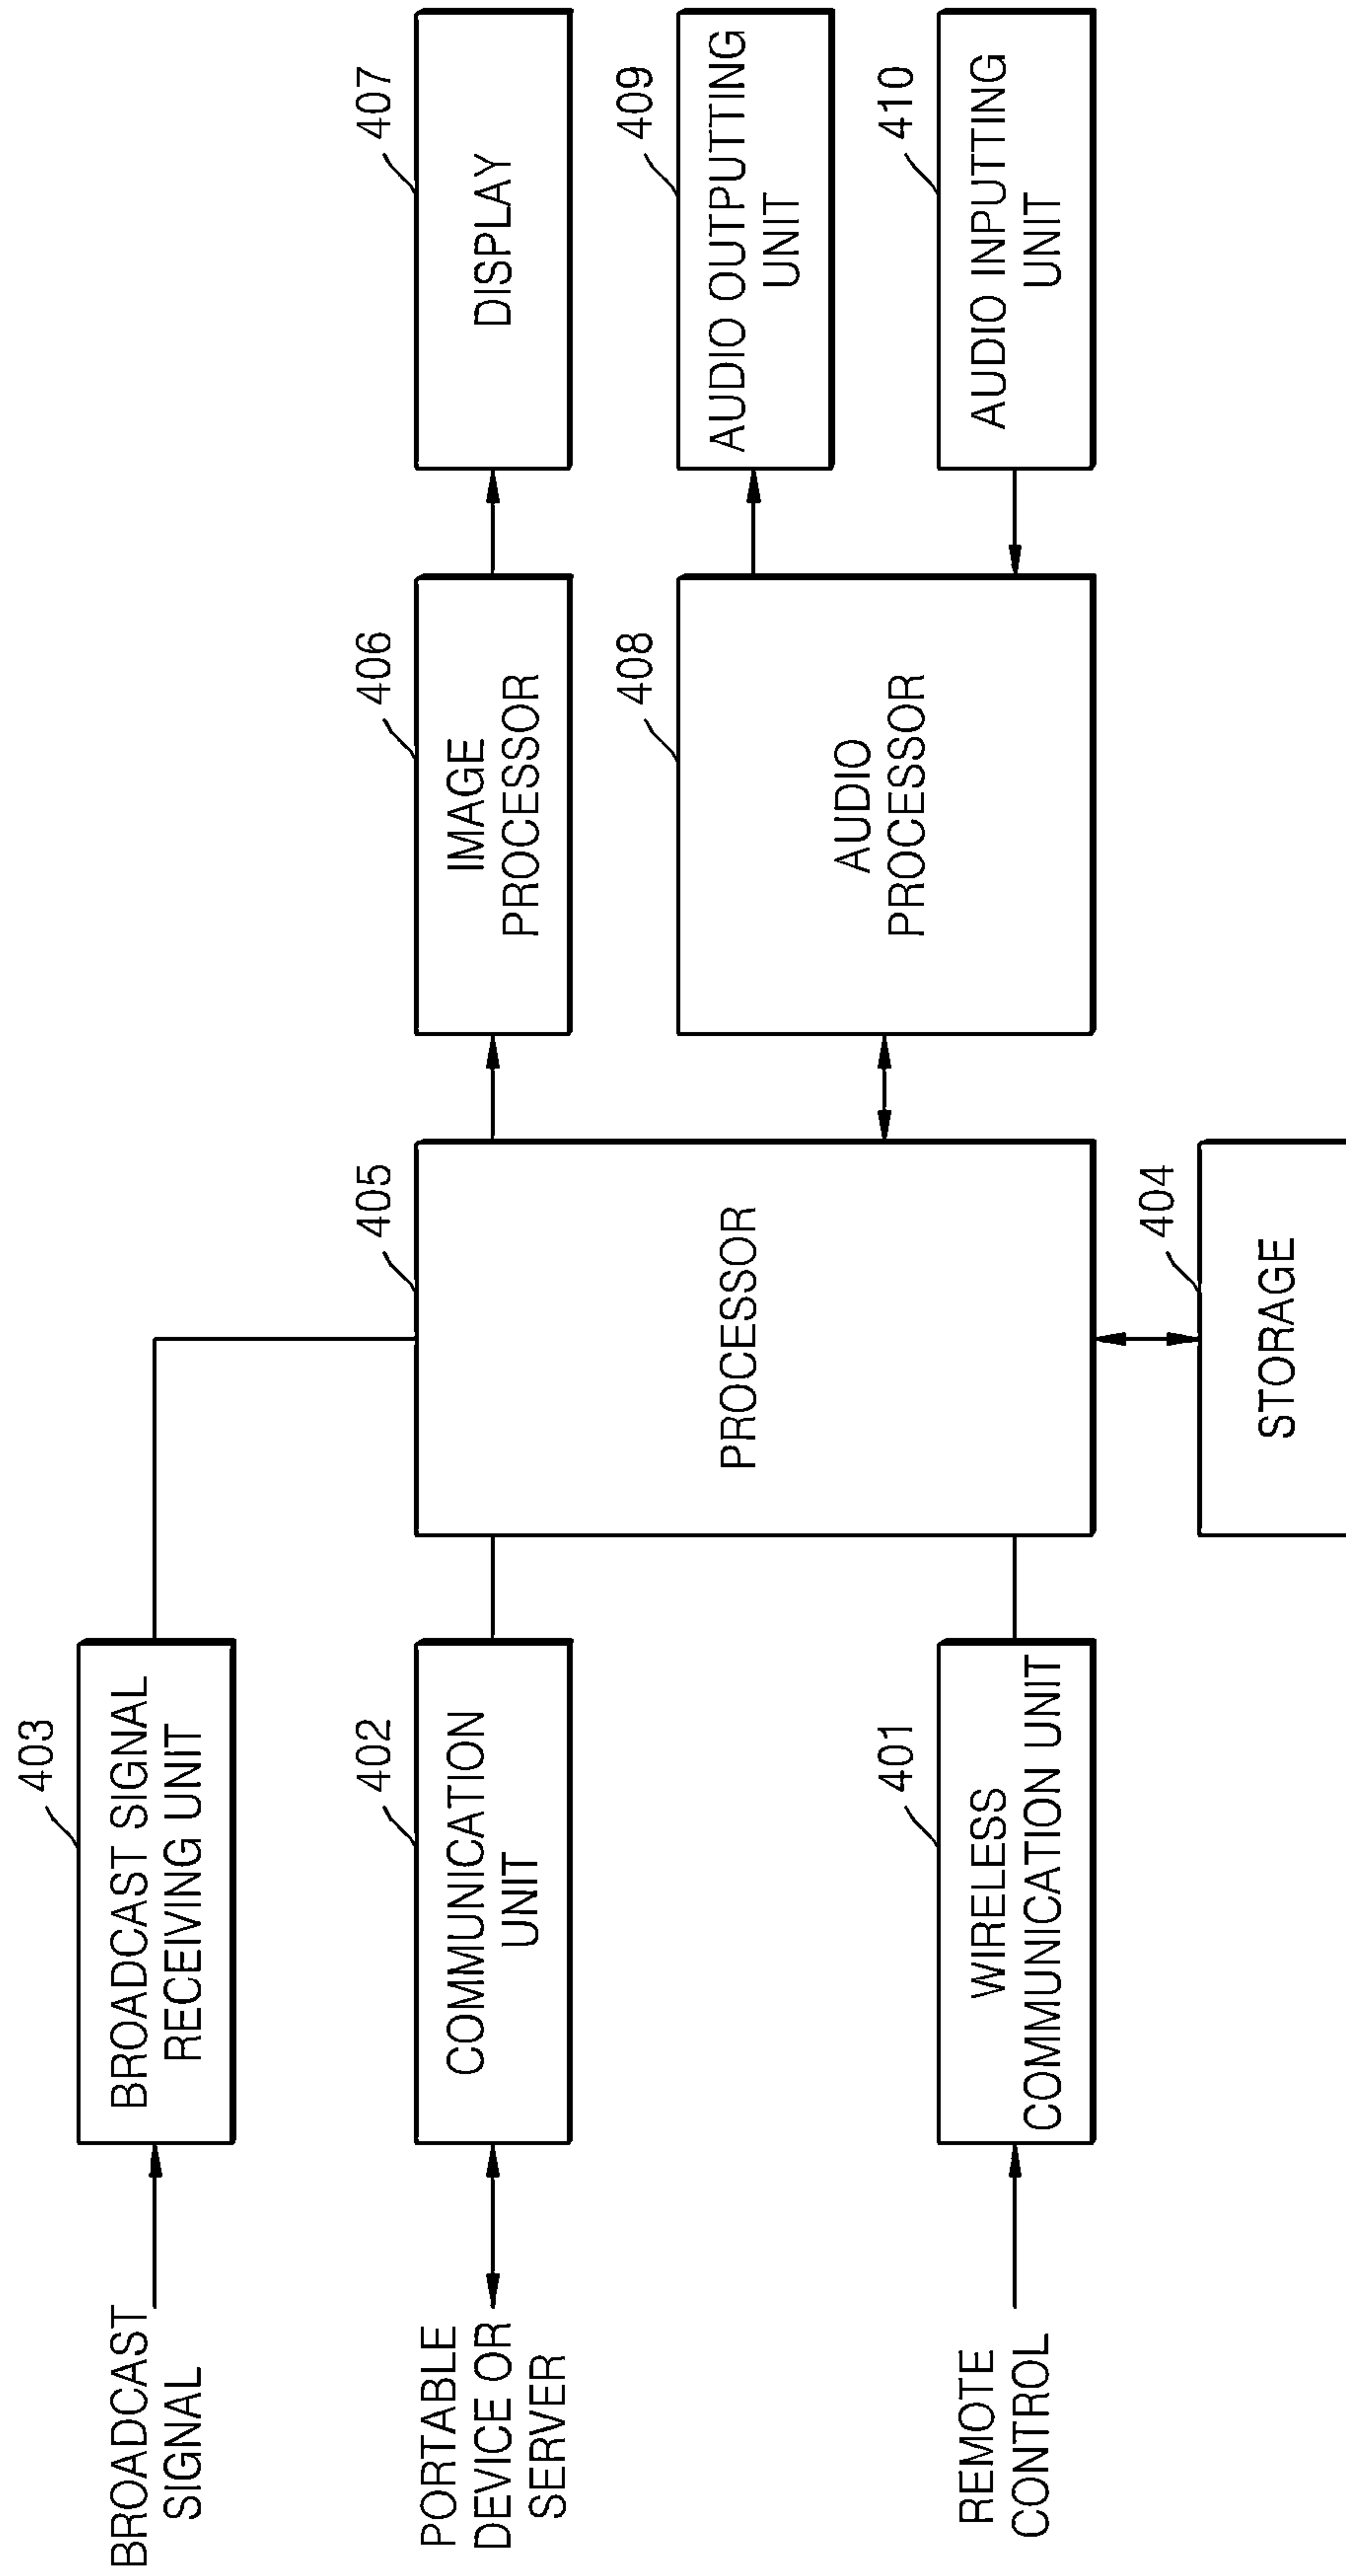 BROADCAST
SIGNAL
403
BROADCAST SIGNAL
RECEIVING UNIT
PORTABLE
DEVICE OR
SERVER
402
COMMUNICATION
UNIT
REMOTE
CONTROL
401
WIRELESS
COMMUNICATION UNIT
405
PROCESSOR
404
STORAGE
406
IMAGE
PROCESSOR
407
DISPLAY
408
AUDIO
PROCESSOR
409
AUDIO OUTPUTTING
UNIT
410
AUDIO INPUTTING
UNIT